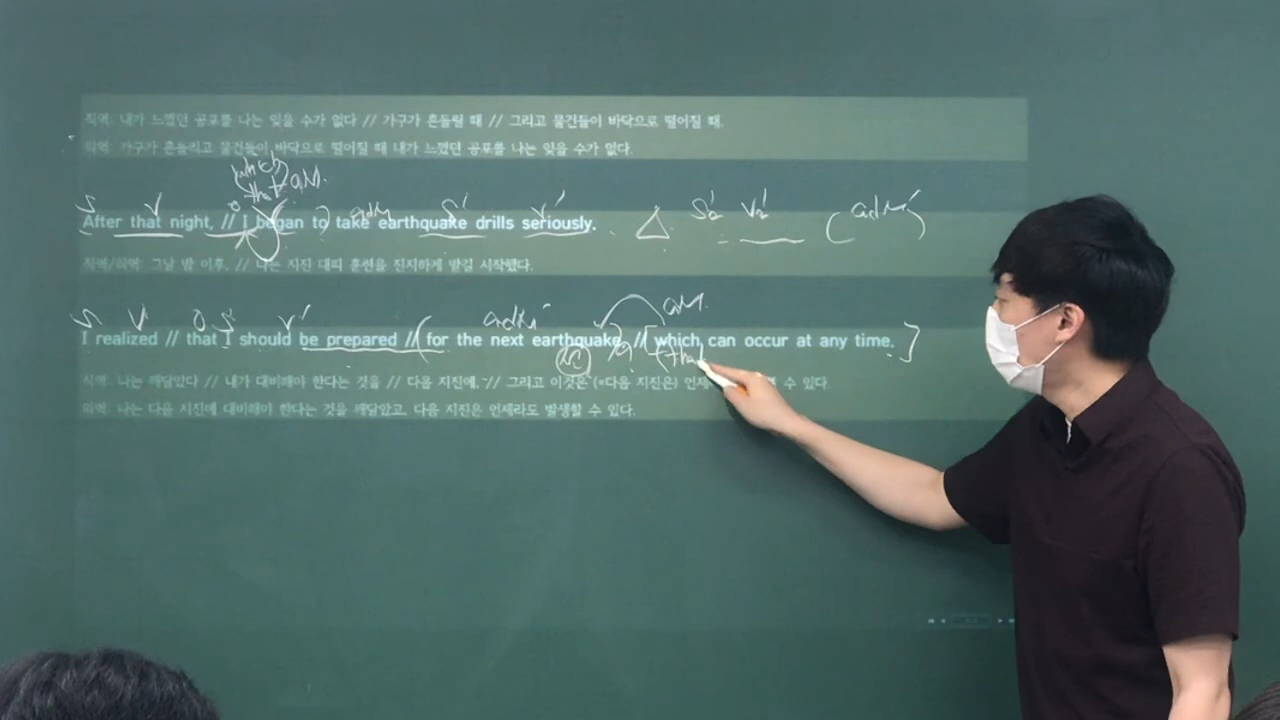 직역: 내가 느꼈던 공포를 나는 잊을 수가 없다 // 가구가 흔들릴 때 // 그리고 물건들이 바닥으로 떨어질 때.
의역: 가구가 흔들리고 물건들이 바닥으로 떨어질 때 내가 느꼈던 공포를 나는 잊을 수가 없다.
which
that a.M.
S V O S' V' S' V'
After that night, // I began to take earthquake drills seriously.
직역/의역: 그날 밤 이후, // 나는 지진 대피 훈련을 진지하게 받길 시작했다.
S V O S' V' a.M.
I realized // that I should be prepared // for the next earthquake, // which can occur at any time.
(that
직역: 나는 깨달았다 // 내가 대비해야 한다는 것을 // 다음 지진에, // 그리고 이것은 (=다음 지진은) 수 있다.
의역: 나는 다음 지진에 대비해야 한다는 것을 깨달았고, 다음 지진은 언제라도 발생할 수 있다.